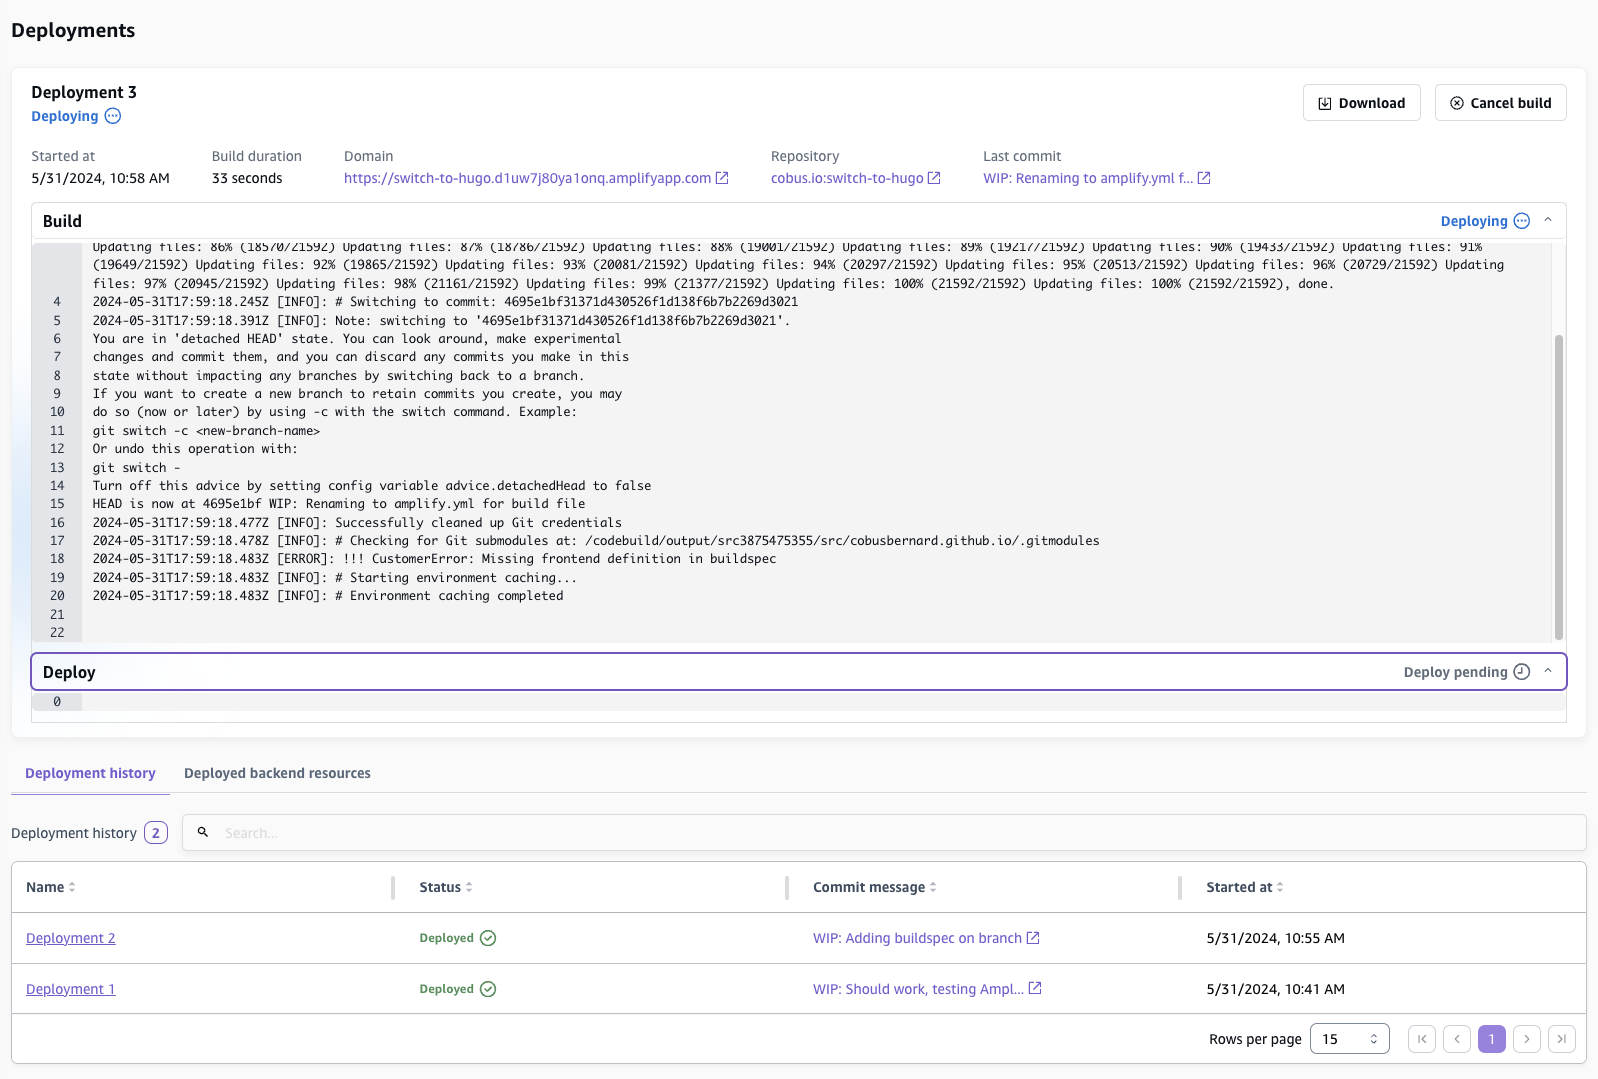 Deployments
Deployment 3
Deploying
Download
Cancel build
Started at
5/31/2024, 10:58 AM
Build duration
33 seconds
Domain
https://switch-to-hugo.d1uw7j80ya1onq.amplifyapp.com
Repository
cobus.io:switch-to-hugo
Last commit
WIP: Renaming to amplify.yml f...
Build
Deploying
Updating files: 86% (18570/21592) Updating files: 87% (18786/21592) Updating files: 88% (19001/21592) Updating files: 89% (19217/21592) Updating files: 90% (19433/21592) Updating files: 91%
(19649/21592) Updating files: 92% (19865/21592) Updating files: 93% (20081/21592) Updating files: 94% (20297/21592) Updating files: 95% (20513/21592) Updating files: 96% (20729/21592) Updating
files: 97% (20945/21592) Updating files: 98% (21161/21592) Updating files: 99% (21377/21592) Updating files: 100% (21592/21592) Updating files: 100% (21592/21592), done.
4 2024-05-31T17:59:18.245Z [INFO]: # Switching to commit: 4695e1bf31371d430526f1d138f6b7b2269d3021
5 2024-05-31T17:59:18.391Z [INFO]: Note: switching to '4695e1bf31371d430526f1d138f6b7b2269d3021'.
6 You are in 'detached HEAD' state. You can look around, make experimental
7 changes and commit them, and you can discard any commits you make in this
8 state without impacting any branches by switching back to a branch.
9 If you want to create a new branch to retain commits you create, you may
10 do so (now or later) by using -c with the switch command. Example:
11 git switch -c <new-branch-name>
12 Or undo this operation with:
13 git switch -
14 Turn off this advice by setting config variable advice.detachedHead to false
15 HEAD is now at 4695e1bf WIP: Renaming to amplify.yml for build file
16 2024-05-31T17:59:18.477Z [INFO]: Successfully cleaned up Git credentials
17 2024-05-31T17:59:18.478Z [INFO]: # Checking for Git submodules at: /codebuild/output/src3875475355/src/cobusbernard.github.io/.gitmodules
18 2024-05-31T17:59:18.483Z [ERROR]: !!! CustomerError: Missing frontend definition in buildspec
19 2024-05-31T17:59:18.483Z [INFO]: # Starting environment caching...
20 2024-05-31T17:59:18.483Z [INFO]: # Environment caching completed
21
22
Deploy
Deploy pending
0
Deployment history
Deployed backend resources
Deployment history 2
Search...
Name Status Commit message Started at
Deployment 2 Deployed WIP: Adding buildspec on branch 5/31/2024, 10:55 AM
Deployment 1 Deployed WIP: Should work, testing Ampl... 5/31/2024, 10:41 AM
Rows per page 15 1